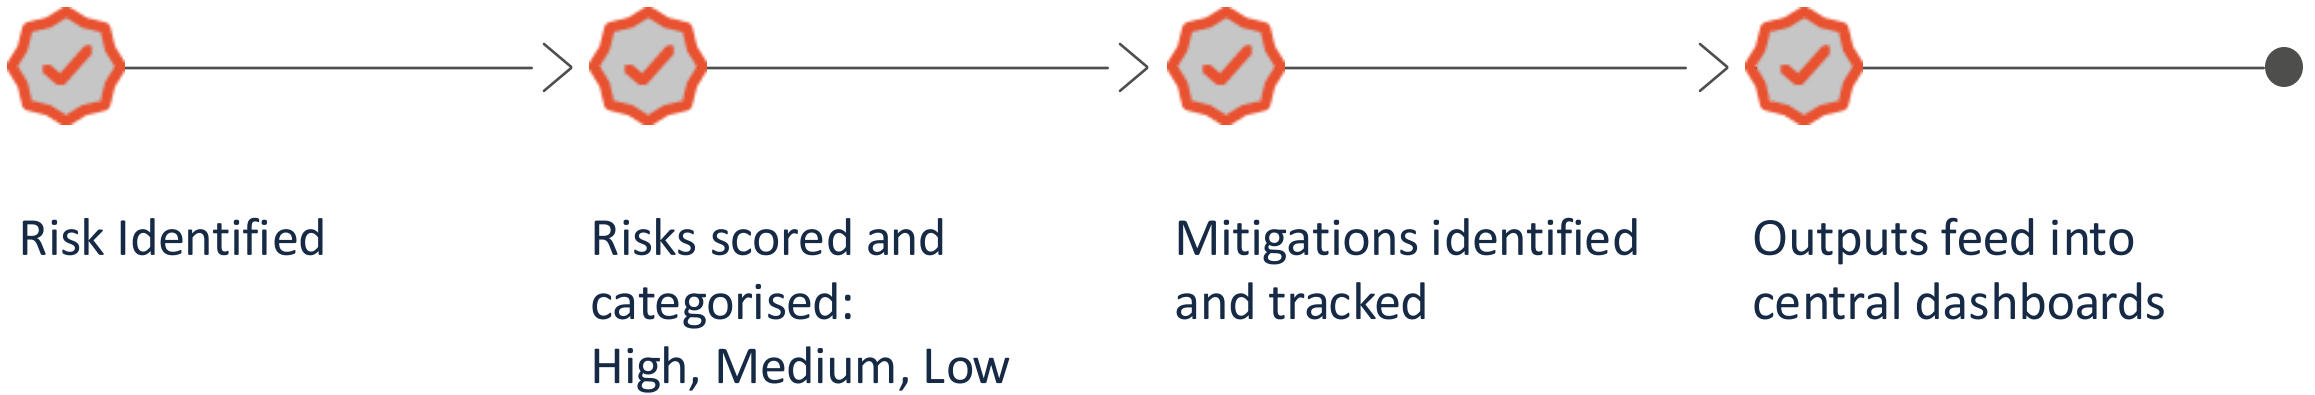 Risk Identified
Risks scored and
categorised:
High, Medium, Low
Mitigations identified
and tracked
Outputs feed into
central dashboards